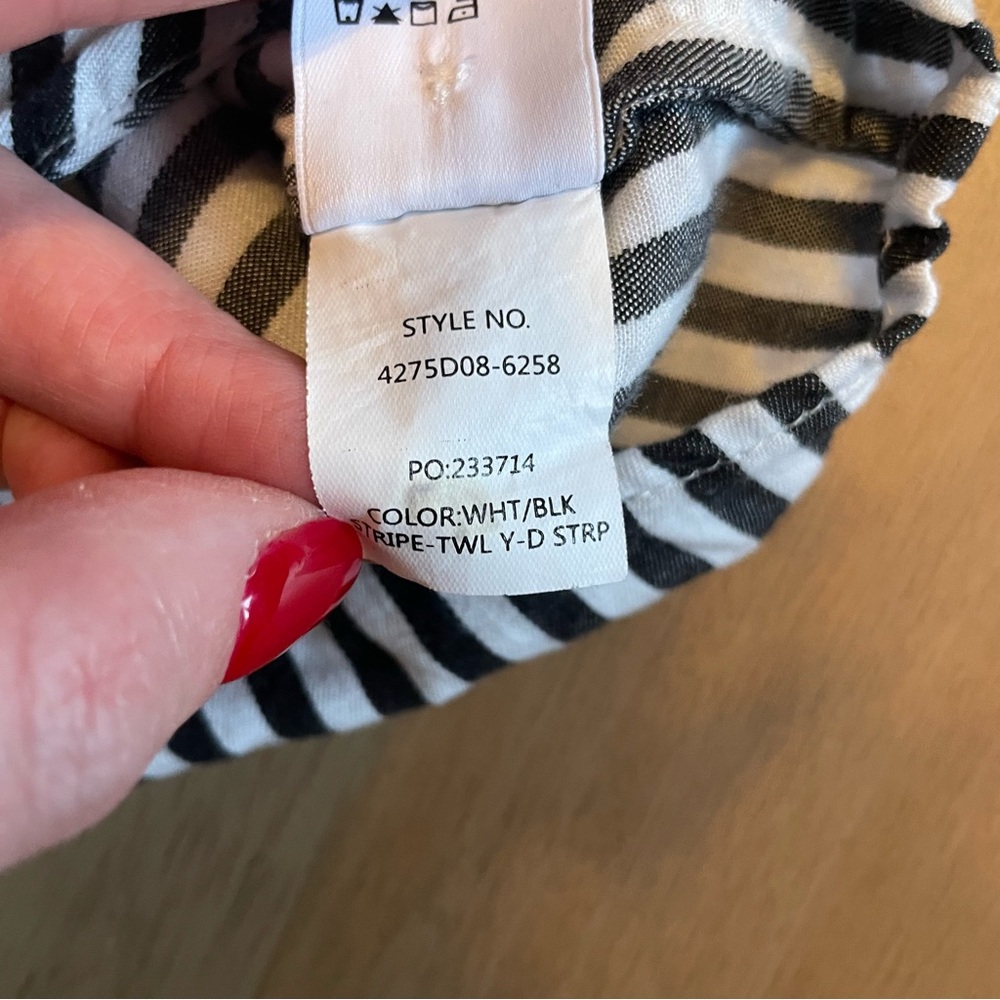 STYLE NO.
4275D08-6258
PO:233714
COLOR:WHT/BLK
STRIPE-TWL Y-D STRP